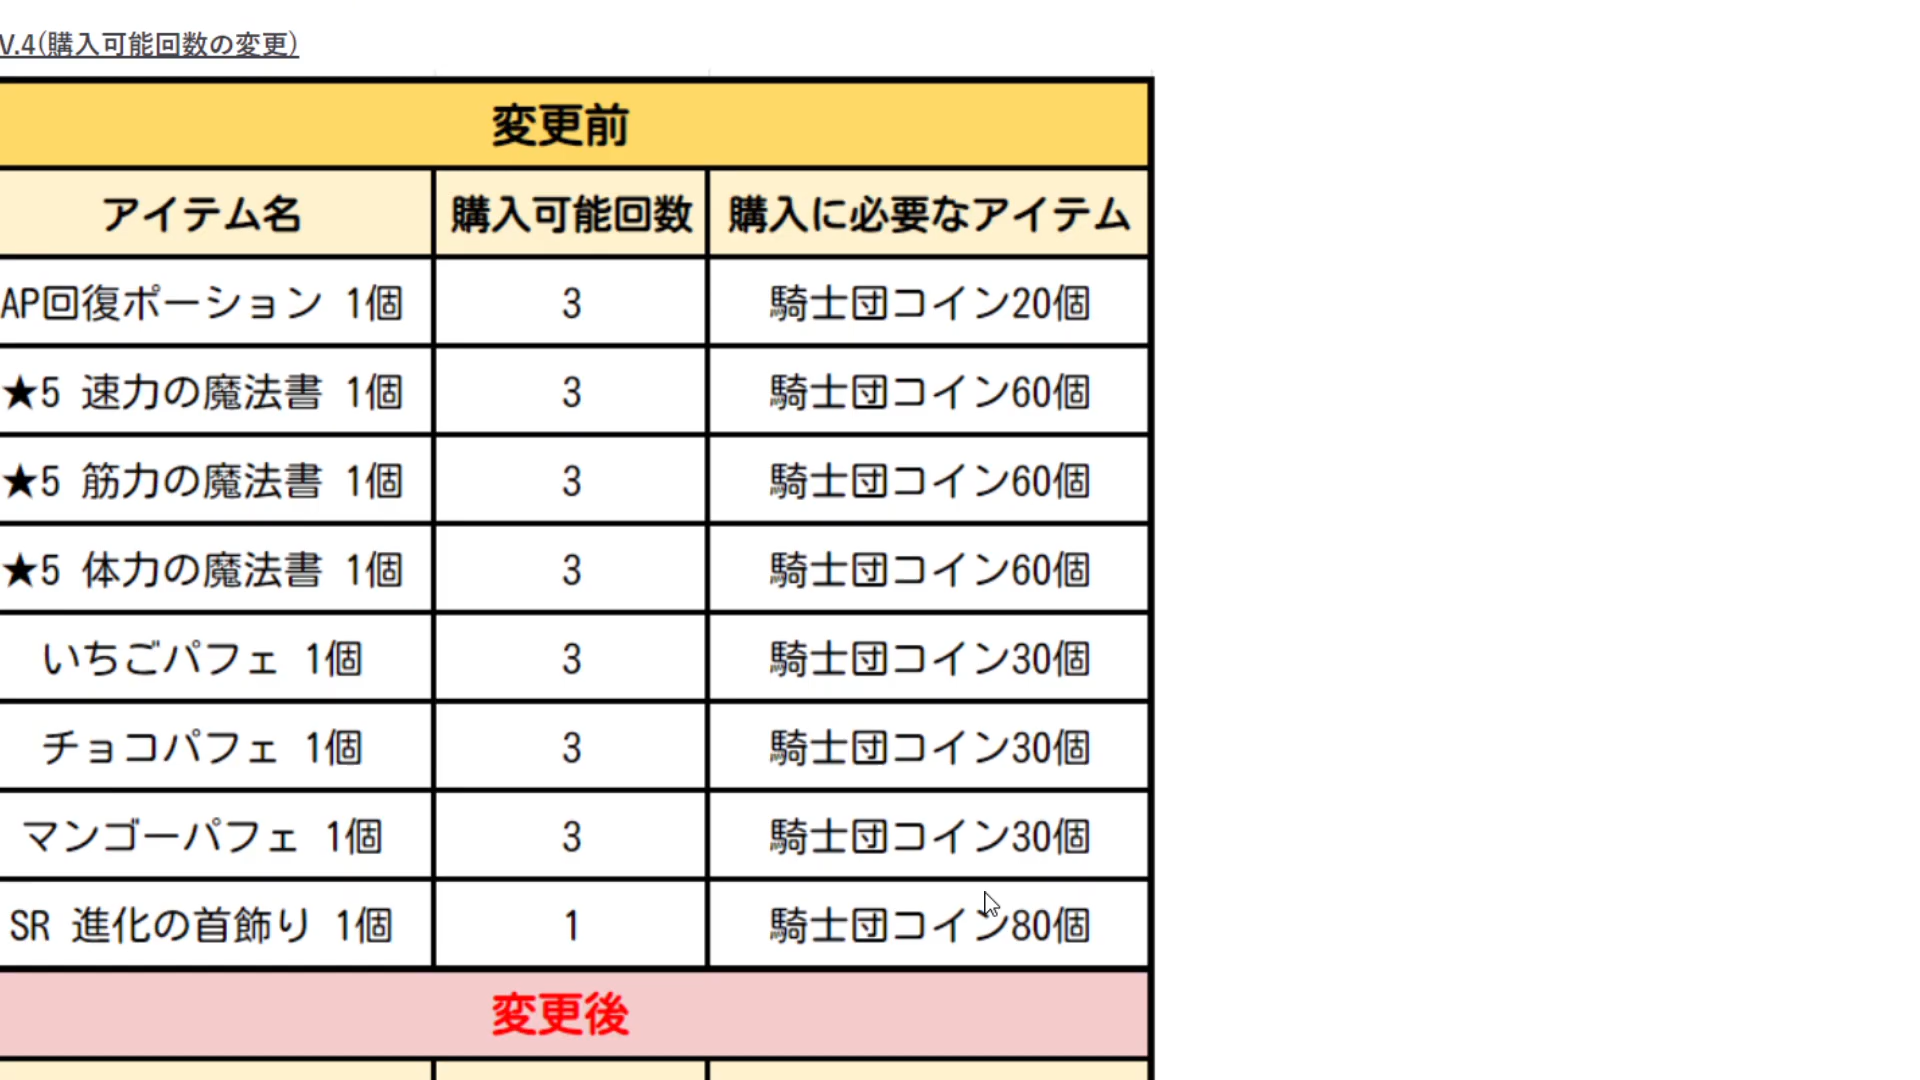 V.4(購入可能回数の変更)
変更前
アイテム名 購入可能回数 購入に必要なアイテム
AP回復ポーション 1個 3 騎士団コイン20個
★5 速力の魔法書 1個 3 騎士団コイン60個
★5 筋力の魔法書 1個 3 騎士団コイン60個
★5 体力の魔法書 1個 3 騎士団コイン60個
いちごパフェ 1個 3 騎士団コイン30個
チョコパフェ 1個 3 騎士団コイン30個
マンゴーパフェ 1個 3 騎士団コイン30個
SR 進化の首飾り 1個 1 騎士団コイン80個
変更後